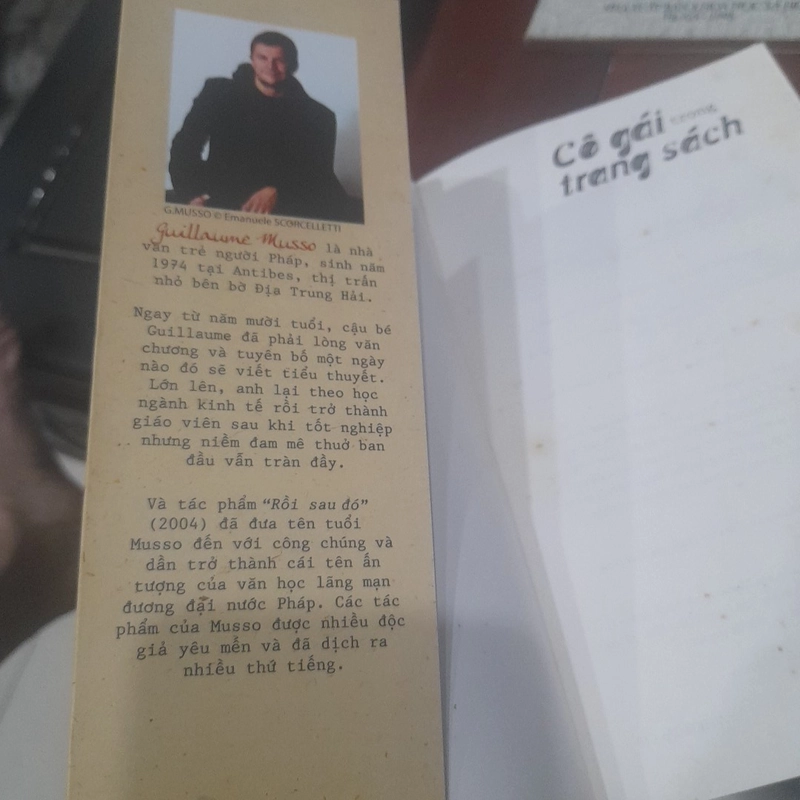 G.MUSSO © Emanuele SCORCELLETTI
Guillaume Musso là nhà
văn trẻ người Pháp, sinh năm
1974 tại Antibes, thị trấn
nhỏ bên bờ Địa Trung Hải.
Ngay từ năm mười tuổi, cậu bé
Guillaume đã phải lòng văn
chương và tuyên bố một ngày
nào đó sẽ viết tiểu thuyết.
Lớn lên, anh lại theo học
ngành kinh tế rồi trở thành
giáo viên sau khi tốt nghiệp
nhưng niềm đam mê thuở ban
đầu vẫn tràn đầy.
Và tác phẩm "Rồi sau đó"
(2004) đã đưa tên tuổi
Musso đến với công chúng và
dần trở thành cái tên ấn
tượng của văn học lãng mạn
đương đại nước Pháp. Các tác
phẩm của Musso được nhiều độc
giả yêu mến và đã dịch ra
nhiều thứ tiếng.
Cô gái trong
trang sách